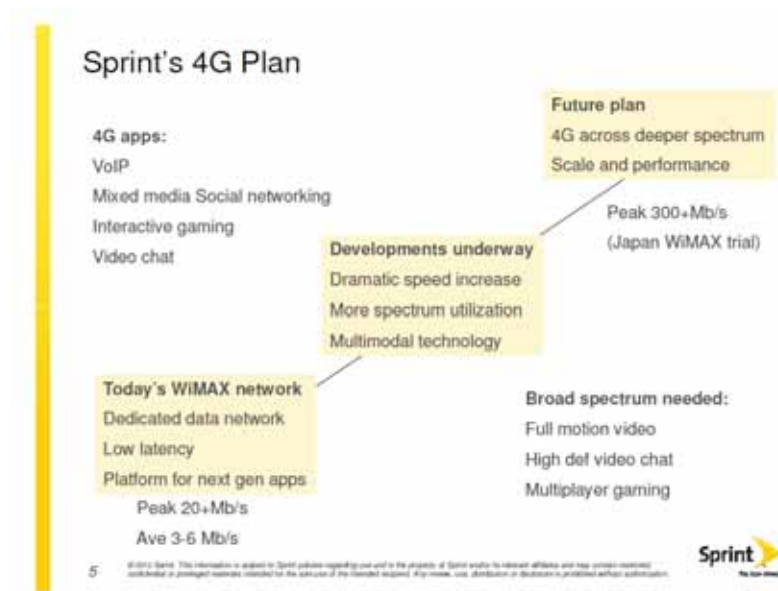 Sprint's 4G Plan
4G apps:
VoIP
Mixed media Social networking
Interactive gaming
Video chat
Future plan
4G across deeper spectrum
Scale and performance
Peak 300+Mb/s
(Japan WiMAX trial)
Developments underway
Dramatic speed increase
More spectrum utilization
Multimodal technology
Today's WiMAX network
Dedicated data network
Low latency
Platform for next gen apps
Peak 20+Mb/s
Ave 3-6 Mb/s
Broad spectrum needed:
Full motion video
High def video chat
Multiplayer gaming
5
Sprint